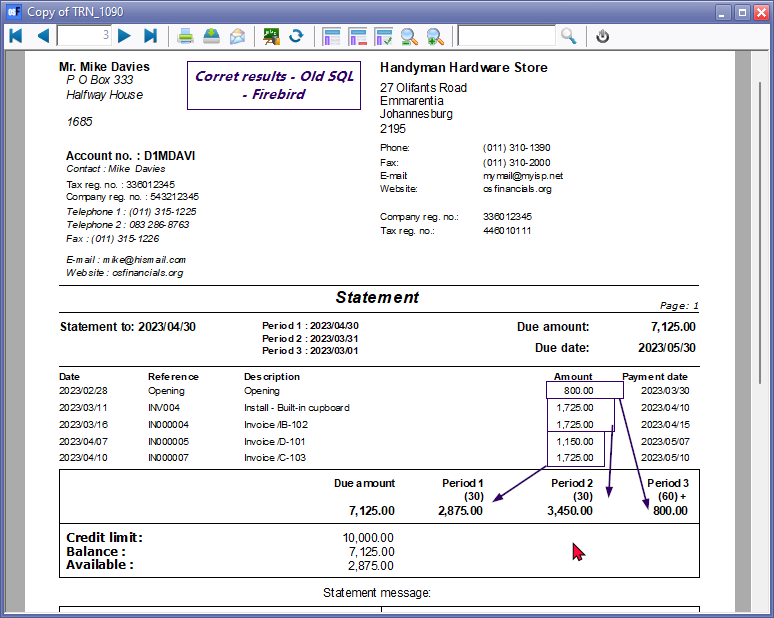 Copy of TRN_1090
3
Mr. Mike Davies
P O Box 333
Halfway House
1685
Corret results - Old SQL
- Firebird
Handyman Hardware Store
27 Olifants Road
Emmarentia
Johannesburg
2195
Phone: (011) 310-1390
Fax: (011) 310-2000
E-mail mymail@myisp.net
Website: osfinancials.org
Company reg. no.: 336012345
Tax reg. no.: 446010111
Account no. : D1MDAVI
Contact : Mike Davies
Tax reg. no. : 336012345
Company reg. no. : 543212345
Telephone 1 : (011) 315-1225
Telephone 2 : 083 286-8763
Fax : (011) 315-1226
E-mail : mike@hismail.com
Website : osfinancials.org
Statement
Page: 1
Statement to: 2023/04/30
Period 1 : 2023/04/30
Period 2 : 2023/03/31
Period 3 : 2023/03/01
Due amount: 7,125.00
Due date: 2023/05/30
Date Reference Description Amount Payment date
2023/02/28 Opening Opening 800.00 2023/03/30
2023/03/11 INV004 Install - Built-in cupboard 1,725.00 2023/04/10
2023/03/16 IN000004 Invoice /IB-102 1,725.00 2023/04/15
2023/04/07 IN000005 Invoice /D-101 1,150.00 2023/05/07
2023/04/10 IN000007 Invoice /C-103 1,725.00 2023/05/10
Due amount Period 1 Period 2 Period 3
(30) (30) (60) +
7,125.00 2,875.00 3,450.00 800.00
Credit limit: 10,000.00
Balance : 7,125.00
Available : 2,875.00
Statement message: